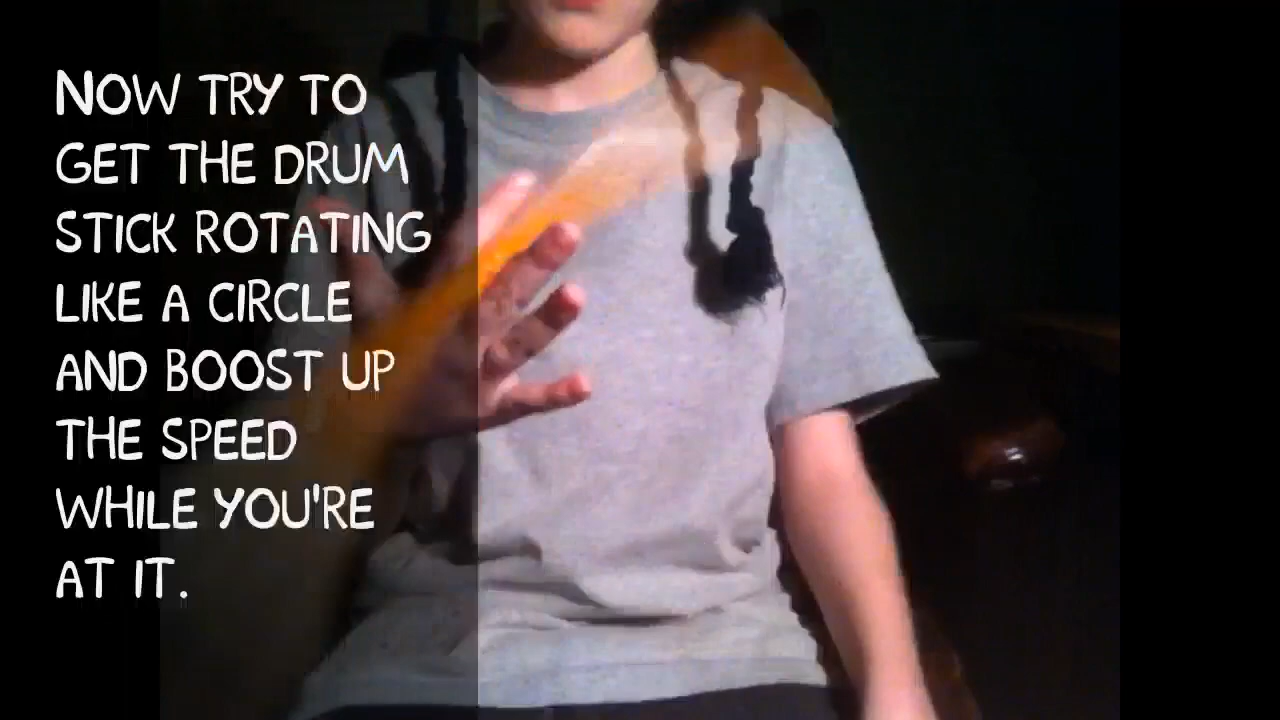 NOW TRY TO
GET THE DRUM
STICK ROTATING
LIKE A CIRCLE
AND BOOST UP
THE SPEED
WHILE YOU'RE
AT IT.